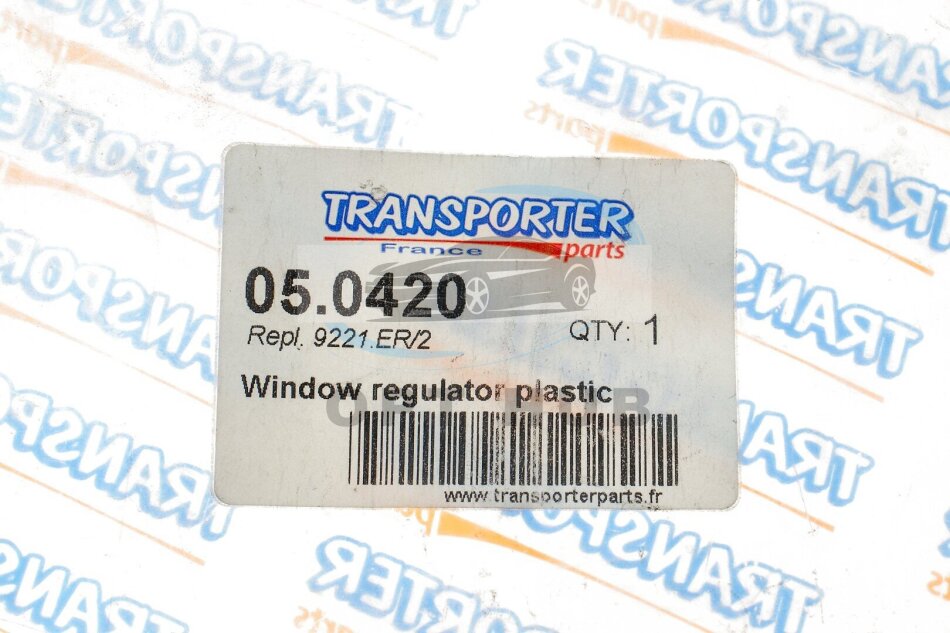 TRANSPORTER
France parts
05.0420
Repl. 9221.ER/2
QTY: 1
Window regulator plastic
www.transporterparts.fr